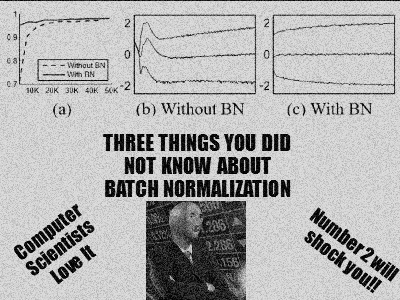 1
0.9
0.8
0.7
10K 20K 30K 40K 50K
Without BN
With BN
2
0
-2
2
0
-2
(a)
(b) Without BN
(c) With BN
THREE THINGS YOU DID
NOT KNOW ABOUT
BATCH NORMALIZATION
Computer
Scientists
Love It
Number 2 will
shock you!!